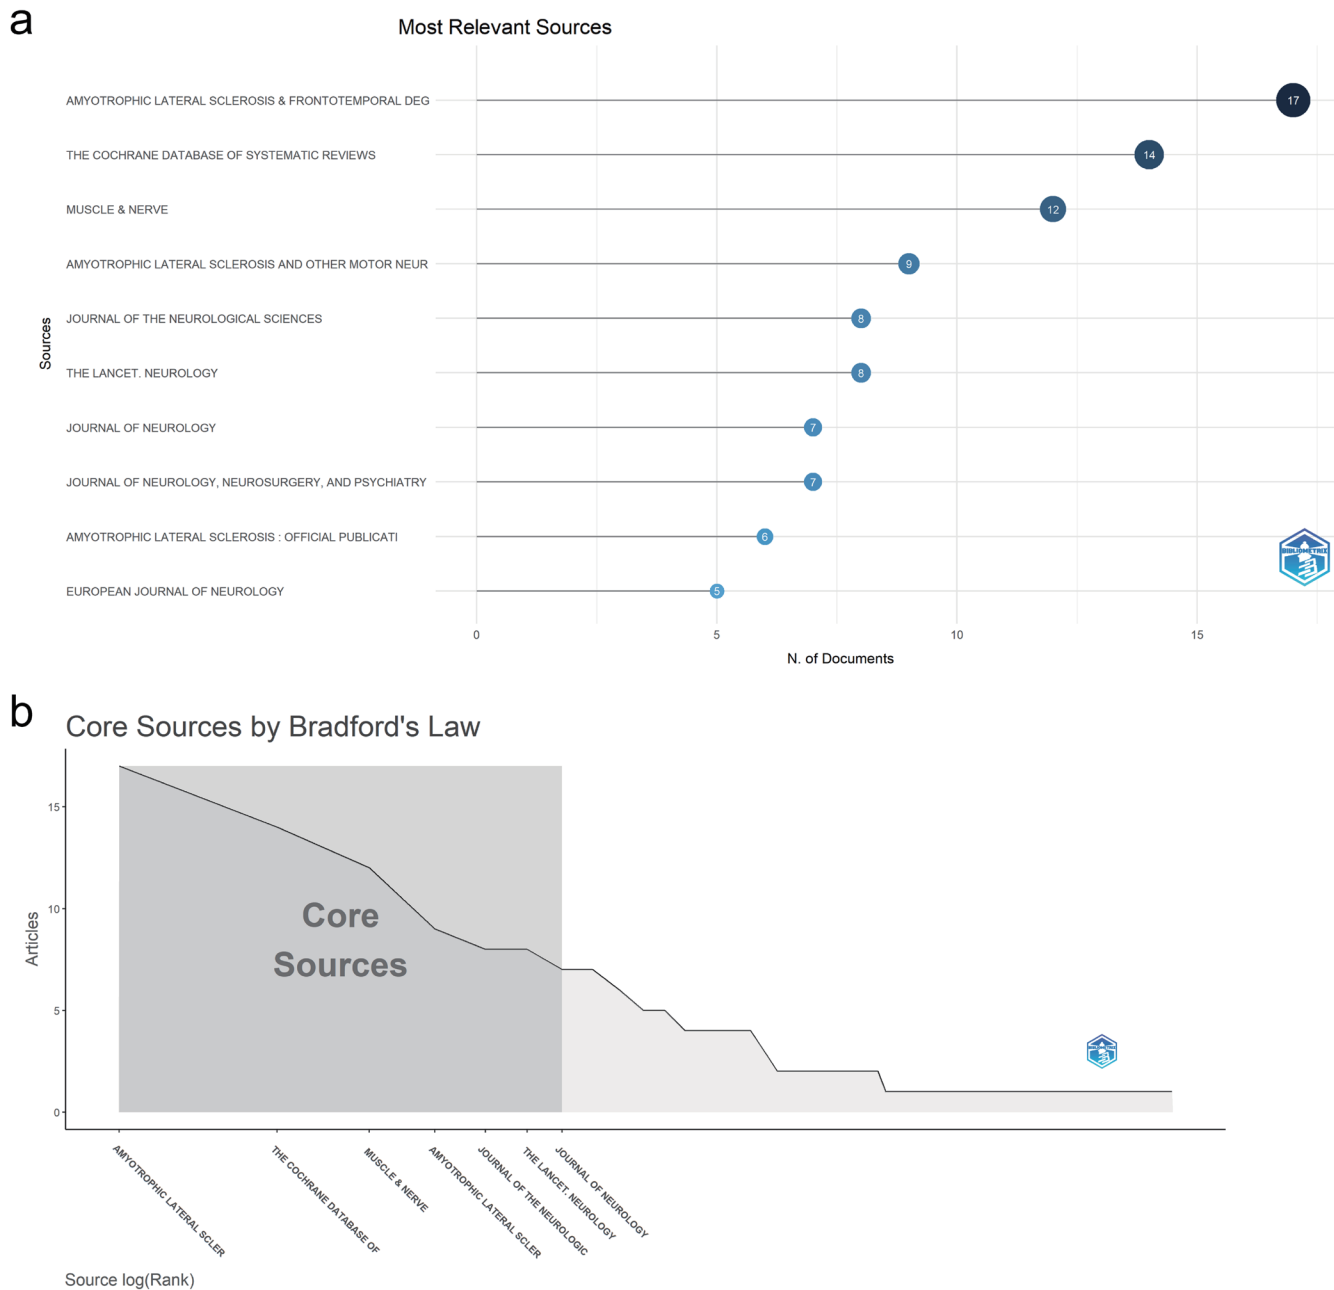 a
Most Relevant Sources
AMYOTROPHIC LATERAL SCLEROSIS & FRONTOTEMPORAL DEG
17
THE COCHRANE DATABASE OF SYSTEMATIC REVIEWS
14
MUSCLE & NERVE
12
AMYOTROPHIC LATERAL SCLEROSIS AND OTHER MOTOR NEUR
9
JOURNAL OF THE NEUROLOGICAL SCIENCES
8
Sources
THE LANCET. NEUROLOGY
8
JOURNAL OF NEUROLOGY
7
JOURNAL OF NEUROLOGY, NEUROSURGERY, AND PSYCHIATRY
7
AMYOTROPHIC LATERAL SCLEROSIS : OFFICIAL PUBLICATI
6
BIBLIOMETRIX
EUROPEAN JOURNAL OF NEUROLOGY
5
0 5 10 15
N. of Documents
b
Core Sources by Bradford's Law
15
10
5
0
Articles
Core
Sources
BIBLIOMETRIX
AMYOTROPHIC LATERAL SCLER
THE COCHRANE DATABASE OF
MUSCLE & NERVE
AMYOTROPHIC LATERAL SCLER
JOURNAL OF THE NEUROLOGIC
THE LANCET. NEUROLOGY
JOURNAL OF NEUROLOGY
Source log(Rank)